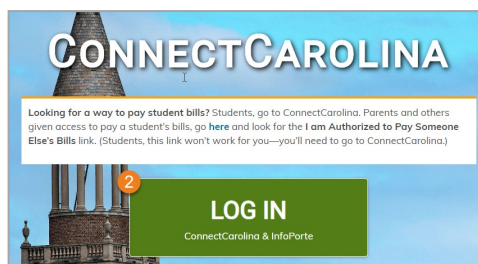 CONNECTCAROLINA
Looking for a way to pay student bills? Students, go to ConnectCarolina. Parents and others
given access to pay a student's bills, go here and look for the I am Authorized to Pay Someone
Else's Bills link. (Students, this link won't work for you—you'll need to go to ConnectCarolina.)
2
LOG IN
ConnectCarolina & InfoPorte